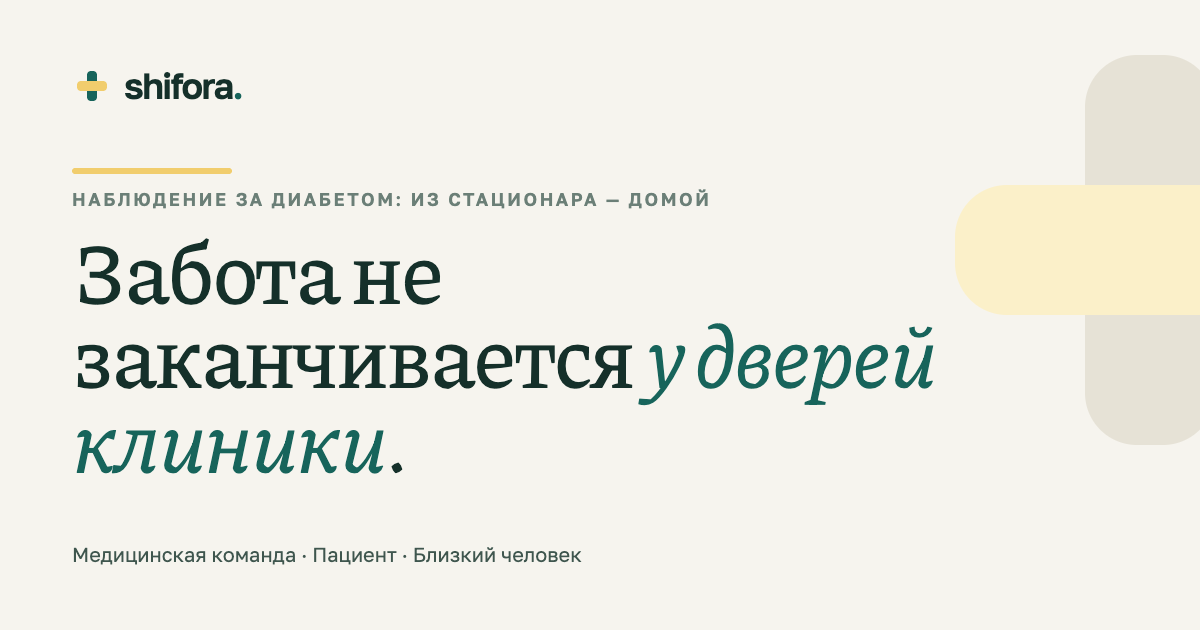 shifora.
НАБЛЮДЕНИЕ ЗА ДИАБЕТОМ: ИЗ СТАЦИОНАРА — ДОМОЙ
Забота не
заканчивается у дверей
клиники.
Медицинская команда · Пациент · Близкий человек